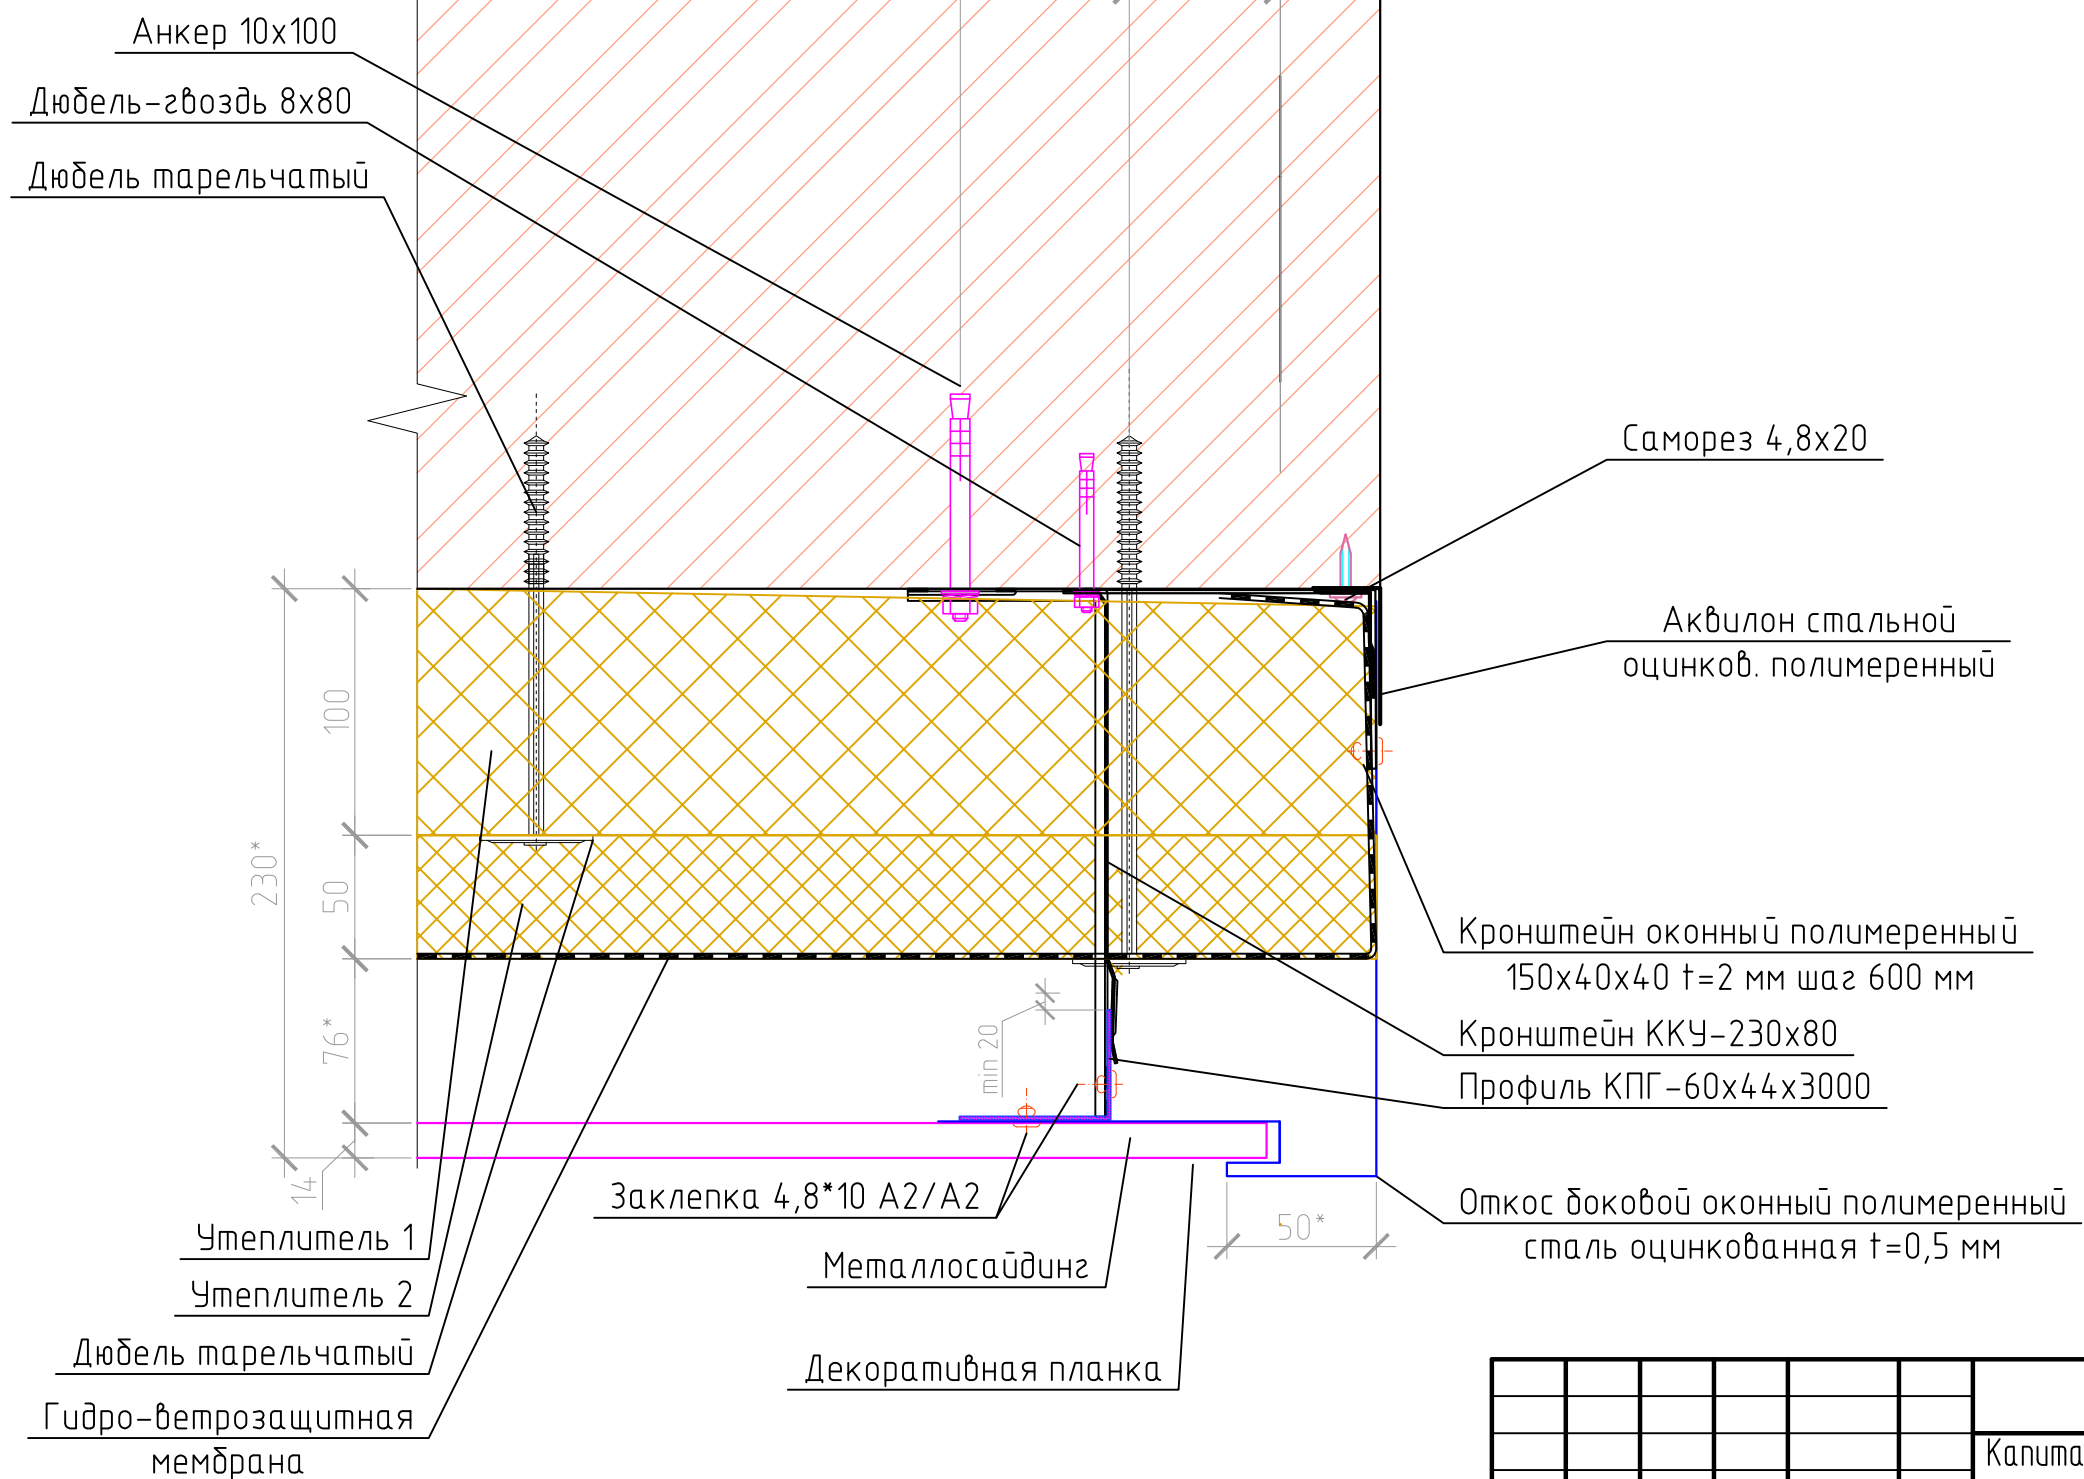 Анкер 10х100
Дюбель-гвоздь 8х80
Дюбель тарельчатый
Саморез 4,8х20
Аквилон стальной
оцинков. полимеренный
100
230*
50
76*
14
min 20
Кронштейн оконный полимеренный
150х40х40 t=2 мм шаг 600 мм
Кронштейн ККУ-230х80
Профиль КПГ-60х44х3000
Заклепка 4,8*10 А2/А2
Откос боковой оконный полимеренный
сталь оцинкованная t=0,5 мм
50*
Утеплитель 1
Металлосайдинг
Утеплитель 2
Дюбель тарельчатый
Декоративная планка
Гидро-ветрозащитная
мембрана
Капита